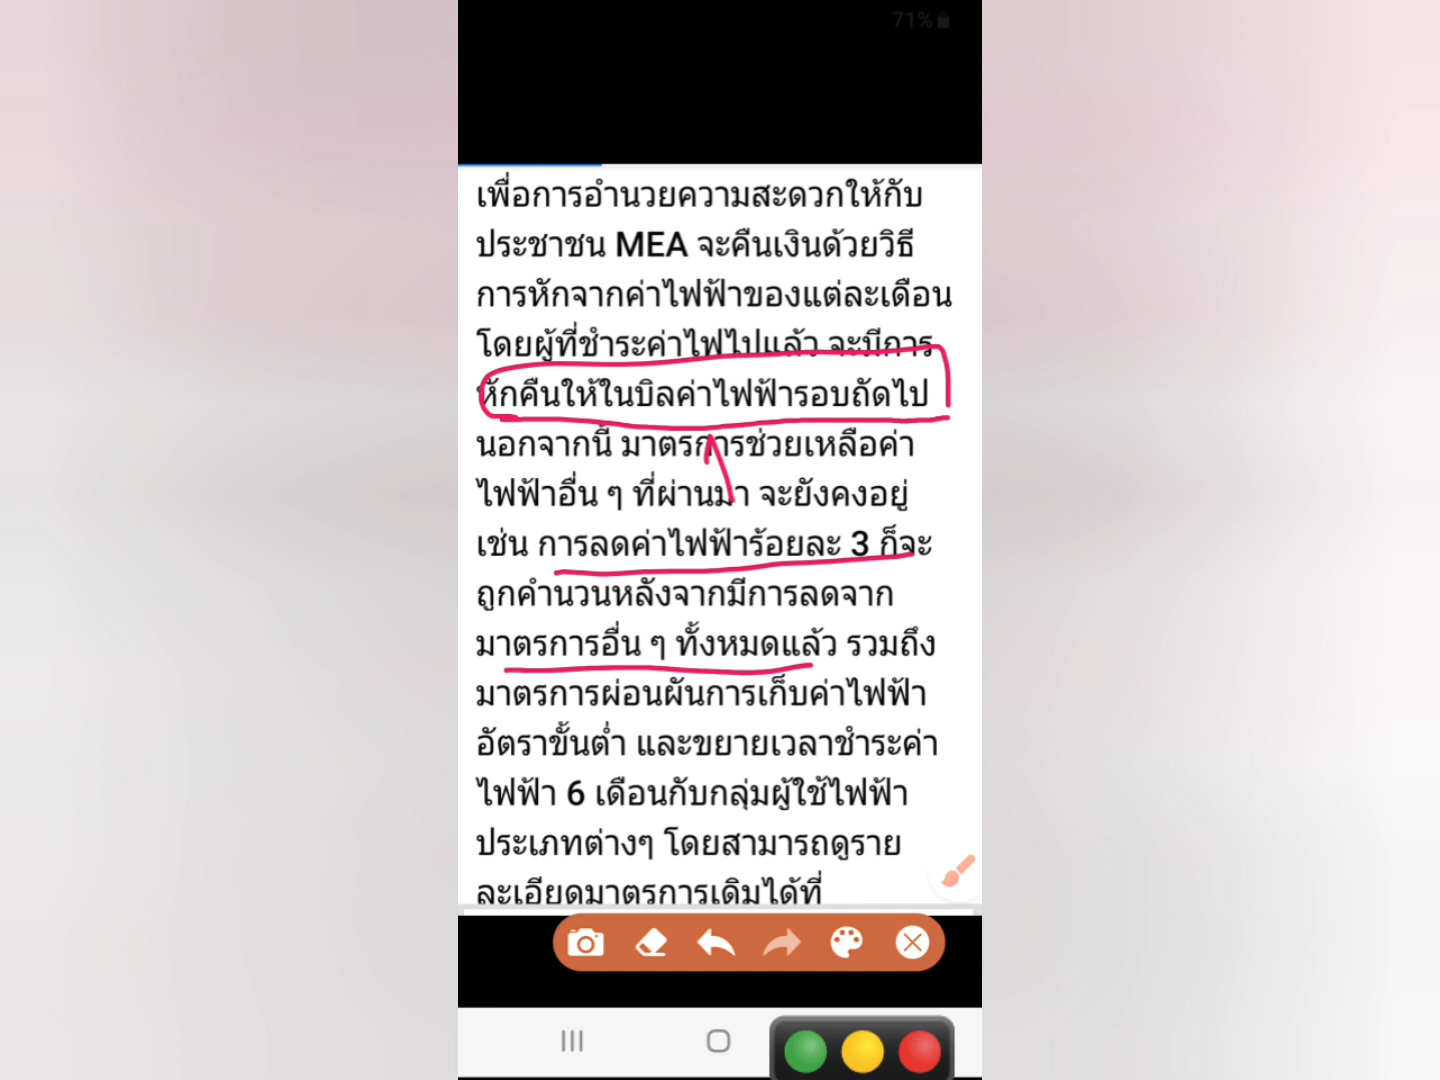 71%
เพื่อการอำนวยความสะดวกให้กับ
ประชาชน MEA จะคืนเงินด้วยวิธี
การหักจากค่าไฟฟ้าของแต่ละเดือน
โดยผู้ที่ชำระค่าไฟไปแล้ว จะมีการ
หักคืนให้ในบิลค่าไฟฟ้ารอบถัดไป
นอกจากนี้ มาตรการช่วยเหลือค่า
ไฟฟ้าอื่น ๆ ที่ผ่านมา จะยังคงอยู่
เช่น การลดค่าไฟฟ้าร้อยละ 3 ก็จะ
ถูกคำนวนหลังจากมีการลดจาก
มาตรการอื่น ๆ ทั้งหมดแล้ว รวมถึง
มาตรการผ่อนผันการเก็บค่าไฟฟ้า
อัตราขั้นต่ำ และขยายเวลาชำระค่า
ไฟฟ้า 6 เดือนกับกลุ่มผู้ใช้ไฟฟ้า
ประเภทต่างๆ โดยสามารถดูราย
ละเอียดมาตรการเดิมได้ที่